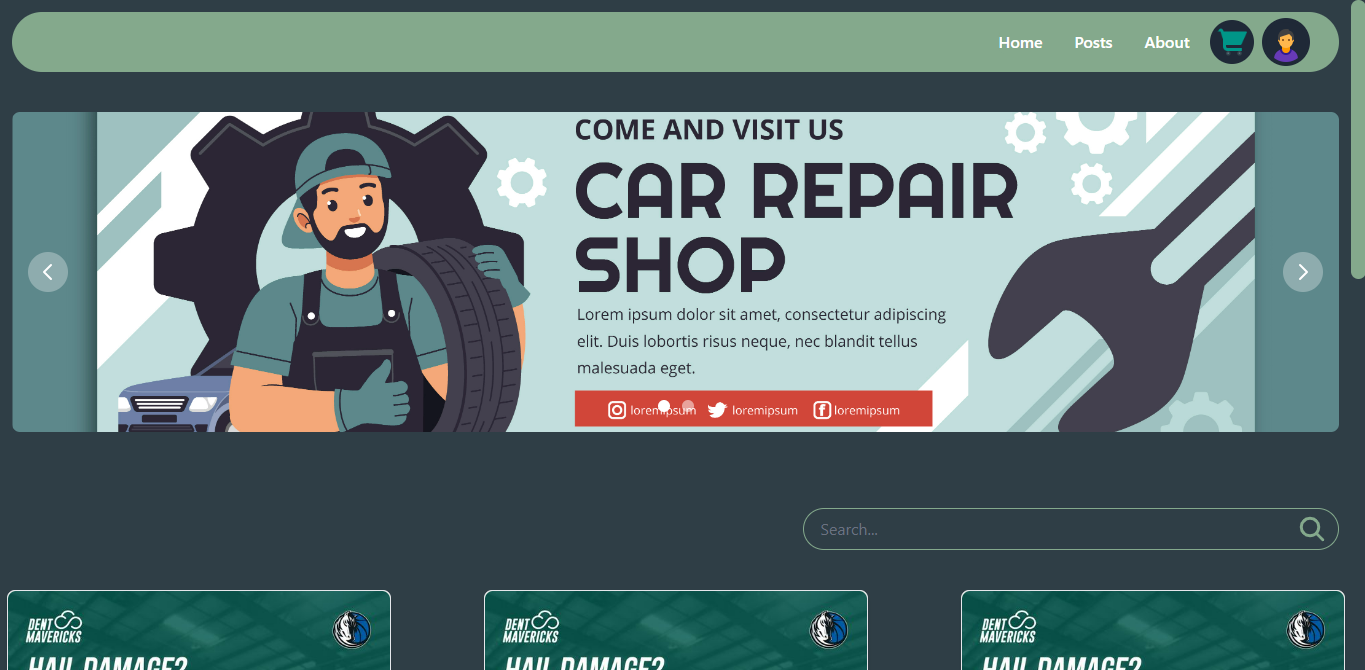 Home Posts About
COME AND VISIT US
CAR REPAIR
SHOP
Lorem ipsum dolor sit amet, consectetur adipiscing
elit. Duis lobortis risus neque, nec blandit tellus
malesuada eget.
loremipsum loremipsum loremipsum
Search...
DENT
MAVERICKS
HAIL DAMAGE?
DENT
MAVERICKS
HAIL DAMAGE?
DENT
MAVERICKS
HAIL DAMAGE?